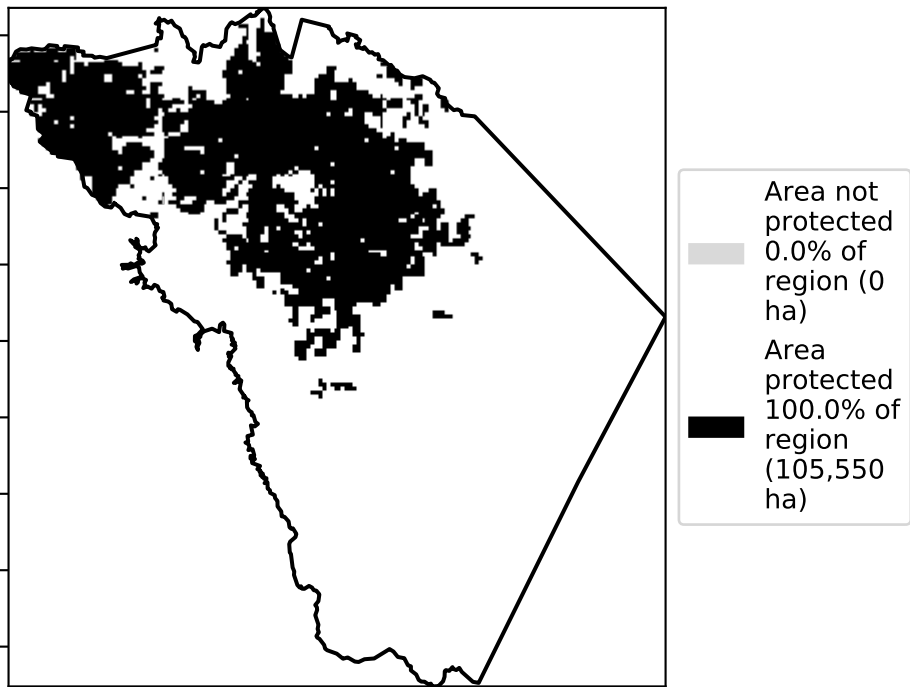 Area not
protected
0.0% of
region (0
ha)
Area
protected
100.0% of
region
(105,550
ha)